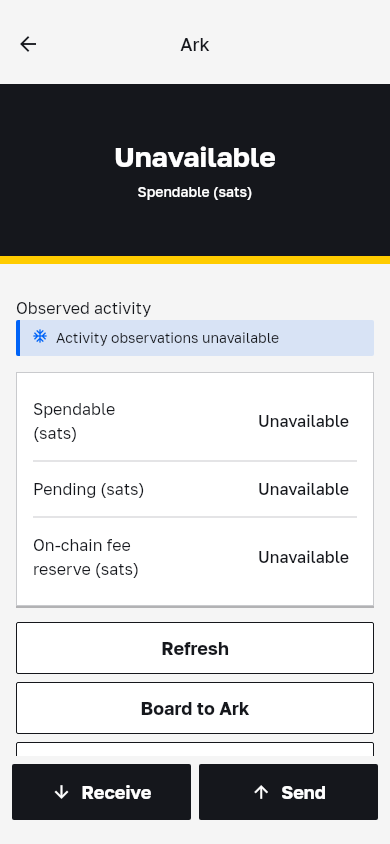 Ark
Unavailable
Spendable (sats)
Observed activity
Activity observations unavailable
Spendable
(sats)
Unavailable
Pending (sats)
Unavailable
On-chain fee
reserve (sats)
Unavailable
Refresh
Board to Ark
Receive
Send